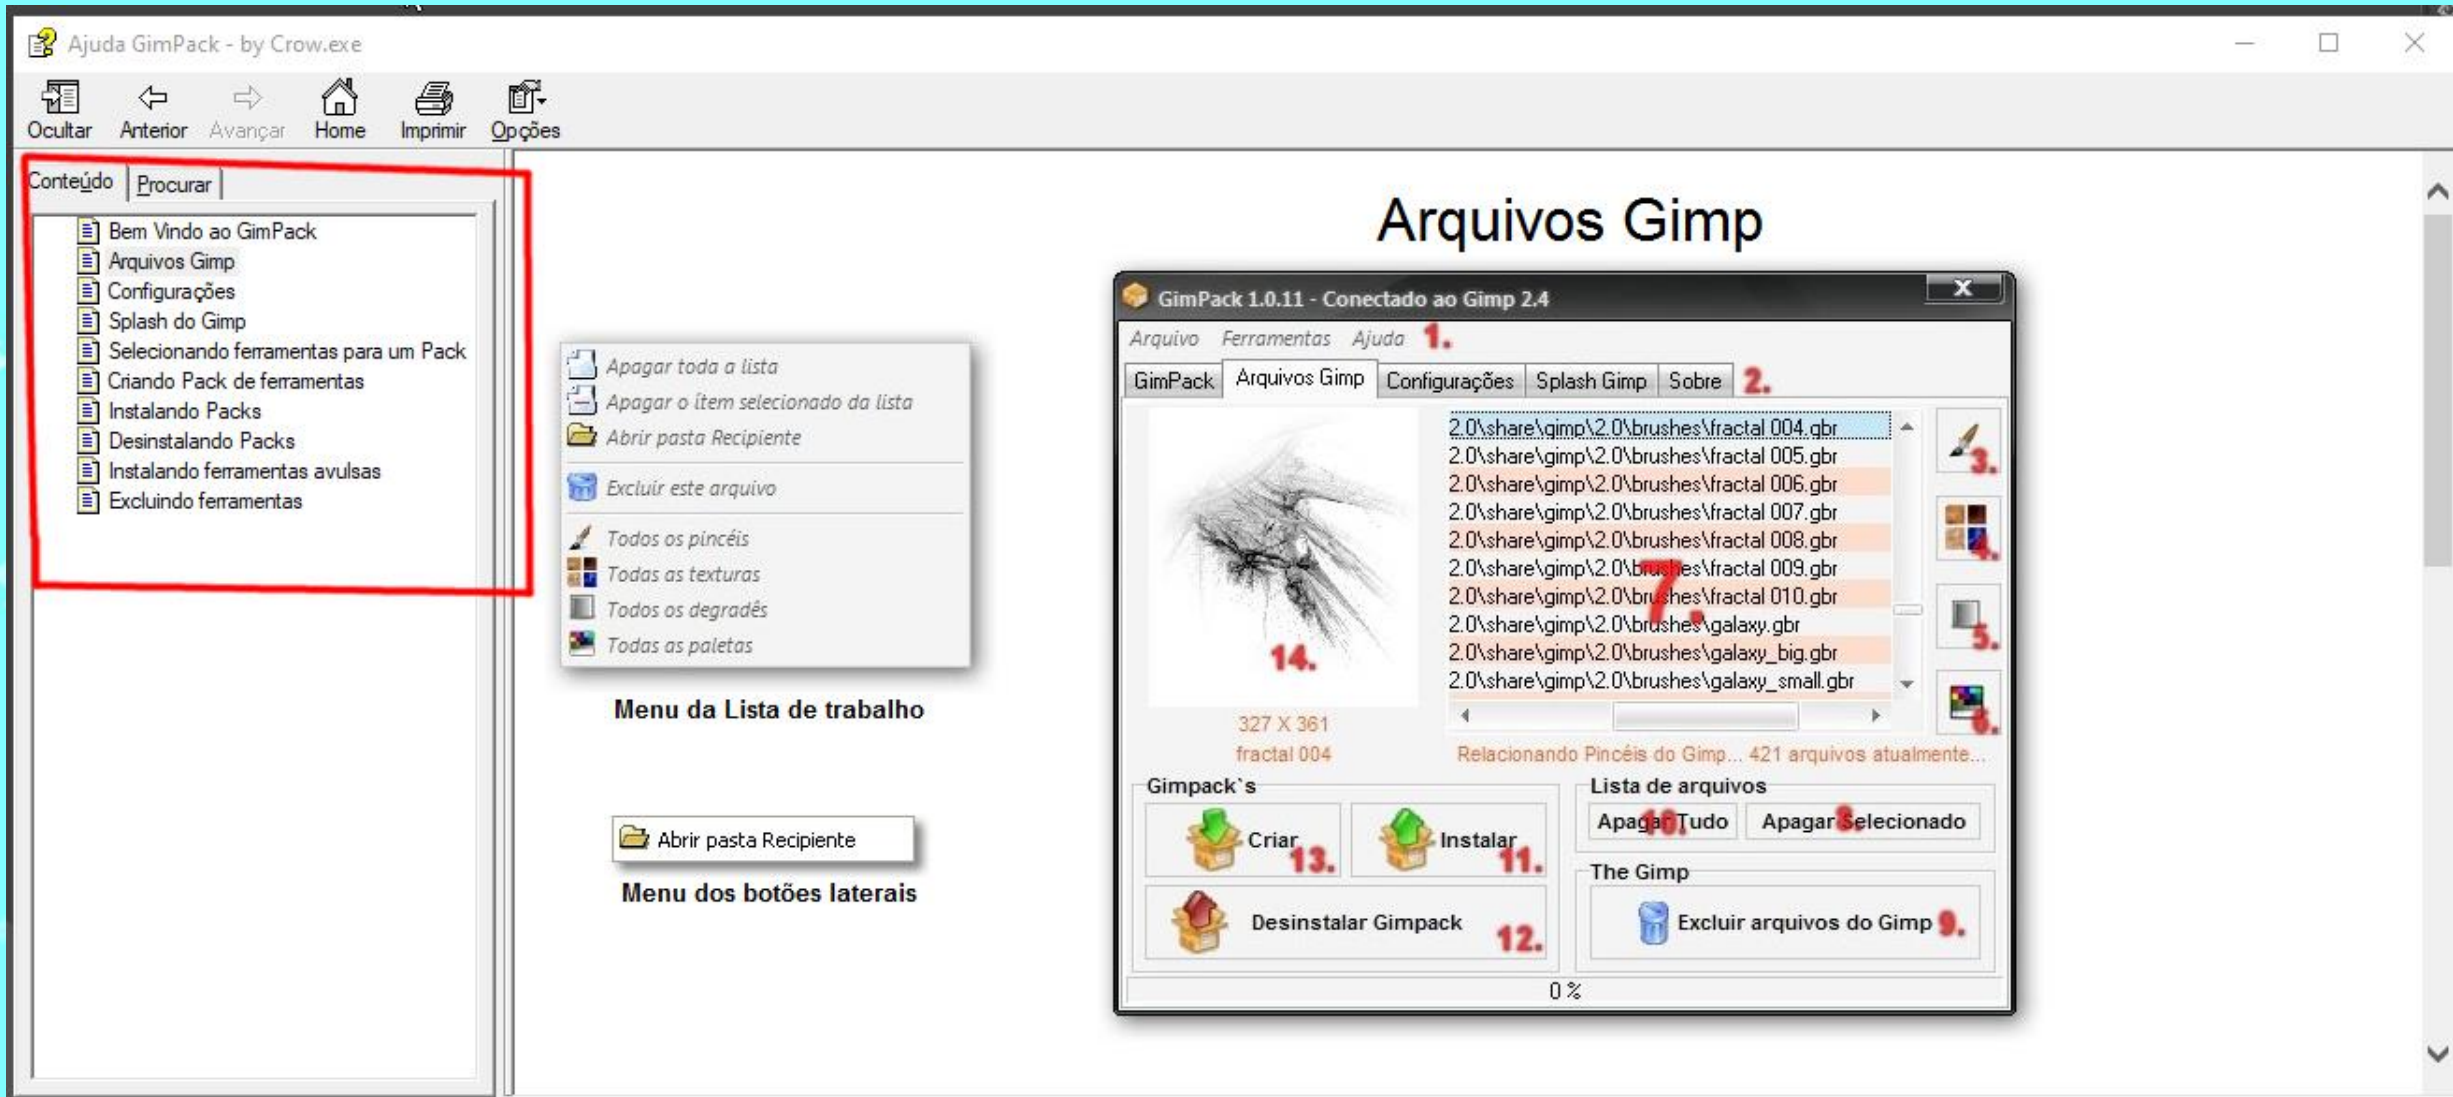 Ajuda GimPack - by Crow.exe
Ocultar Anterior Avançar Home Imprimir Opções
Conteúdo Procurar
Bem Vindo ao GimPack
Arquivos Gimp
Configurações
Splash do Gimp
Selecionando ferramentas para um Pack
Criando Pack de ferramentas
Instalando Packs
Desinstalando Packs
Instalando ferramentas avulsas
Excluindo ferramentas
Arquivos Gimp
Apagar toda a lista
Apagar o ítem selecionado da lista
Abrir pasta Recipiente
Excluir este arquivo
Todos os pincéis
Todas as texturas
Todos os degradês
Todas as paletas
Menu da Lista de trabalho
Abrir pasta Recipiente
Menu dos botões laterais
GimPack 1.0.11 - Conectado ao Gimp 2.4
x
Arquivo Ferramentas Ajuda 1.
GimPack Arquivos Gimp Configurações Splash Gimp Sobre 2.
2.0\share\gimp\2.0\brushes\fractal 004.gbr
2.0\share\gimp\2.0\brushes\fractal 005.gbr
2.0\share\gimp\2.0\brushes\fractal 006.gbr
2.0\share\gimp\2.0\brushes\fractal 007.gbr
2.0\share\gimp\2.0\brushes\fractal 008.gbr
2.0\share\gimp\2.0\brushes\fractal 009.gbr
2.0\share\gimp\2.0\brushes\fractal 010.gbr
2.0\share\gimp\2.0\brushes\galaxy.gbr
2.0\share\gimp\2.0\brushes\galaxy_big.gbr
2.0\share\gimp\2.0\brushes\galaxy_small.gbr
7.
3.
4.
5.
6.
14.
327 X 361
fractal 004
Relacionando Pincéis do Gimp... 421 arquivos atualmente...
Gimpack`s
Criar 13.
Instalar 11.
Desinstalar Gimpack 12.
Lista de arquivos
Apagar Tudo 10.
Apagar Selecionado 8.
The Gimp
Excluir arquivos do Gimp 9.
0 %